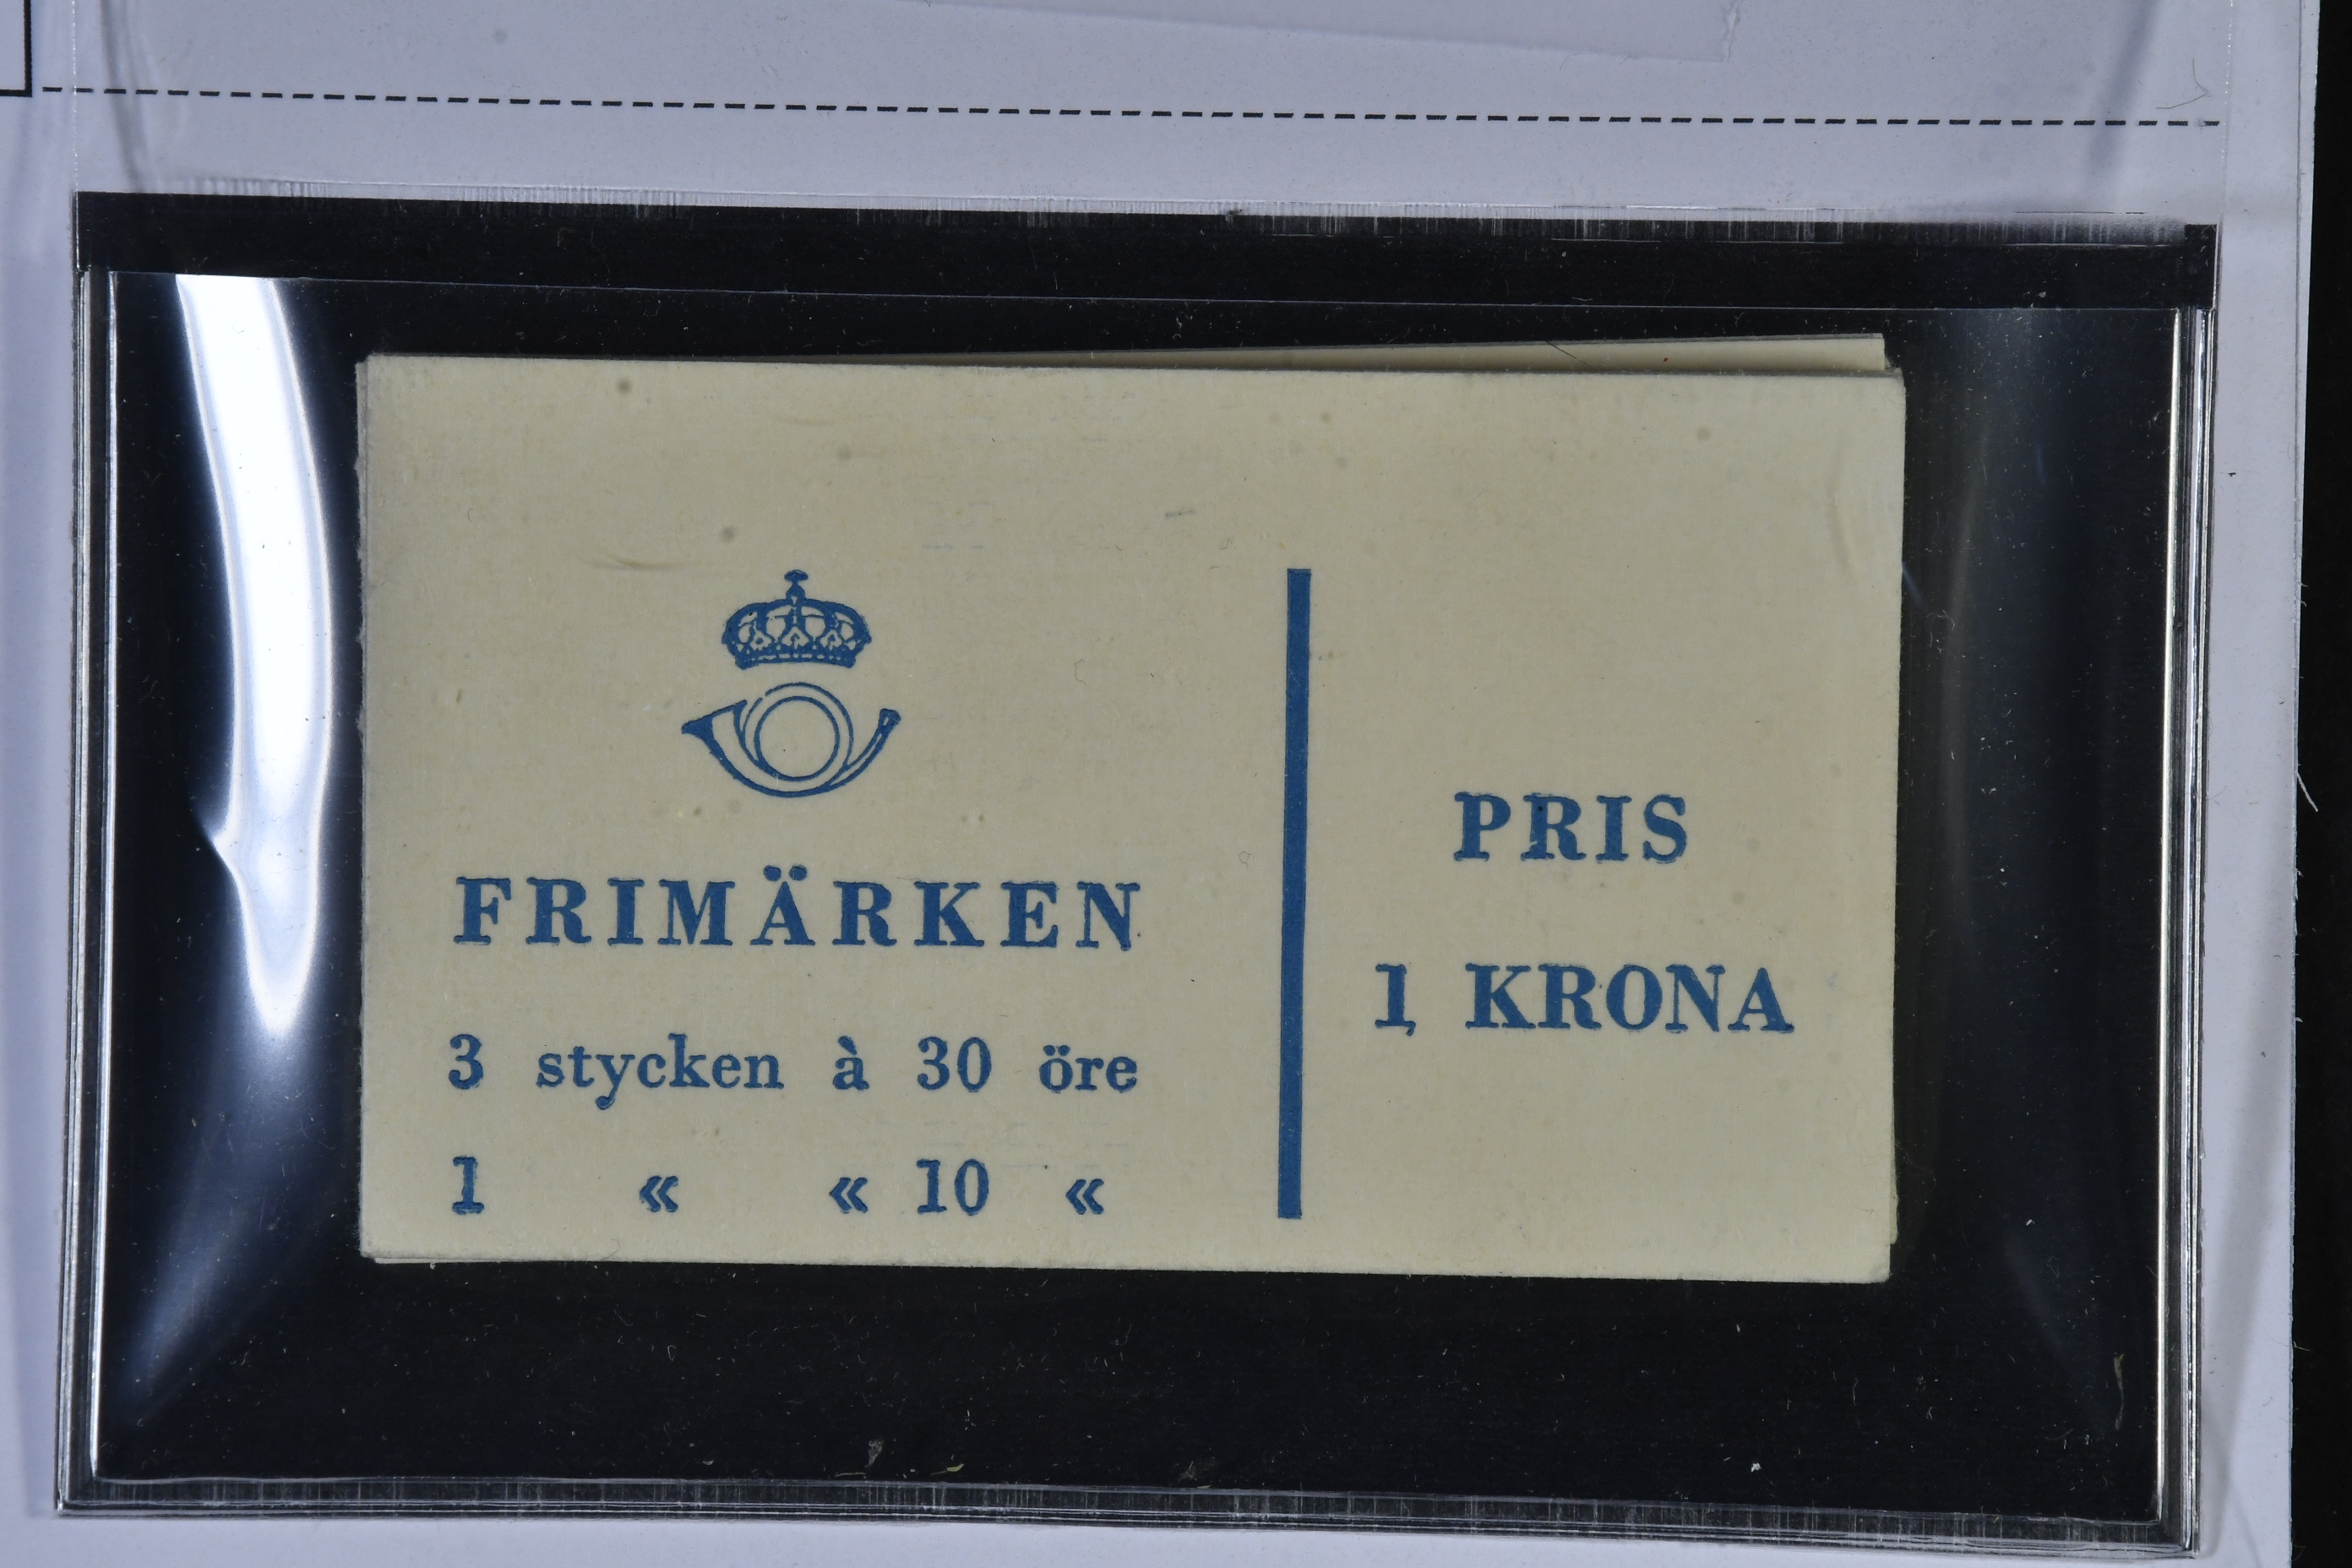 FRIMÄRKEN
3 stycken à 30 öre
1 « « 10 «
PRIS
1 KRONA